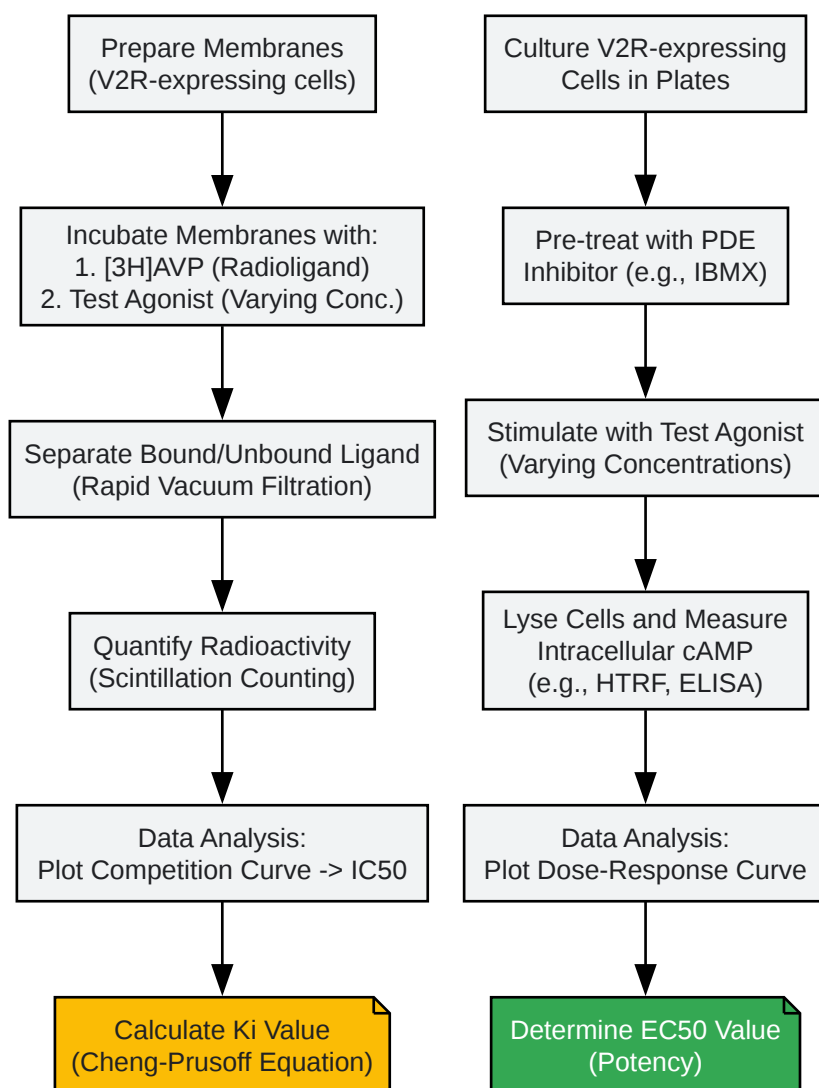 Prepare Membranes
(V2R-expressing cells)
Incubate Membranes with:
1. [3H]AVP (Radioligand)
2. Test Agonist (Varying Conc.)
Separate Bound/Unbound Ligand
(Rapid Vacuum Filtration)
Quantify Radioactivity
(Scintillation Counting)
Data Analysis:
Plot Competition Curve -> IC50
Calculate Ki Value
(Cheng-Prusoff Equation)
Culture V2R-expressing
Cells in Plates
Pre-treat with PDE
Inhibitor (e.g., IBMX)
Stimulate with Test Agonist
(Varying Concentrations)
Lyse Cells and Measure
Intracellular cAMP
(e.g., HTRF, ELISA)
Data Analysis:
Plot Dose-Response Curve
Determine EC50 Value
(Potency)